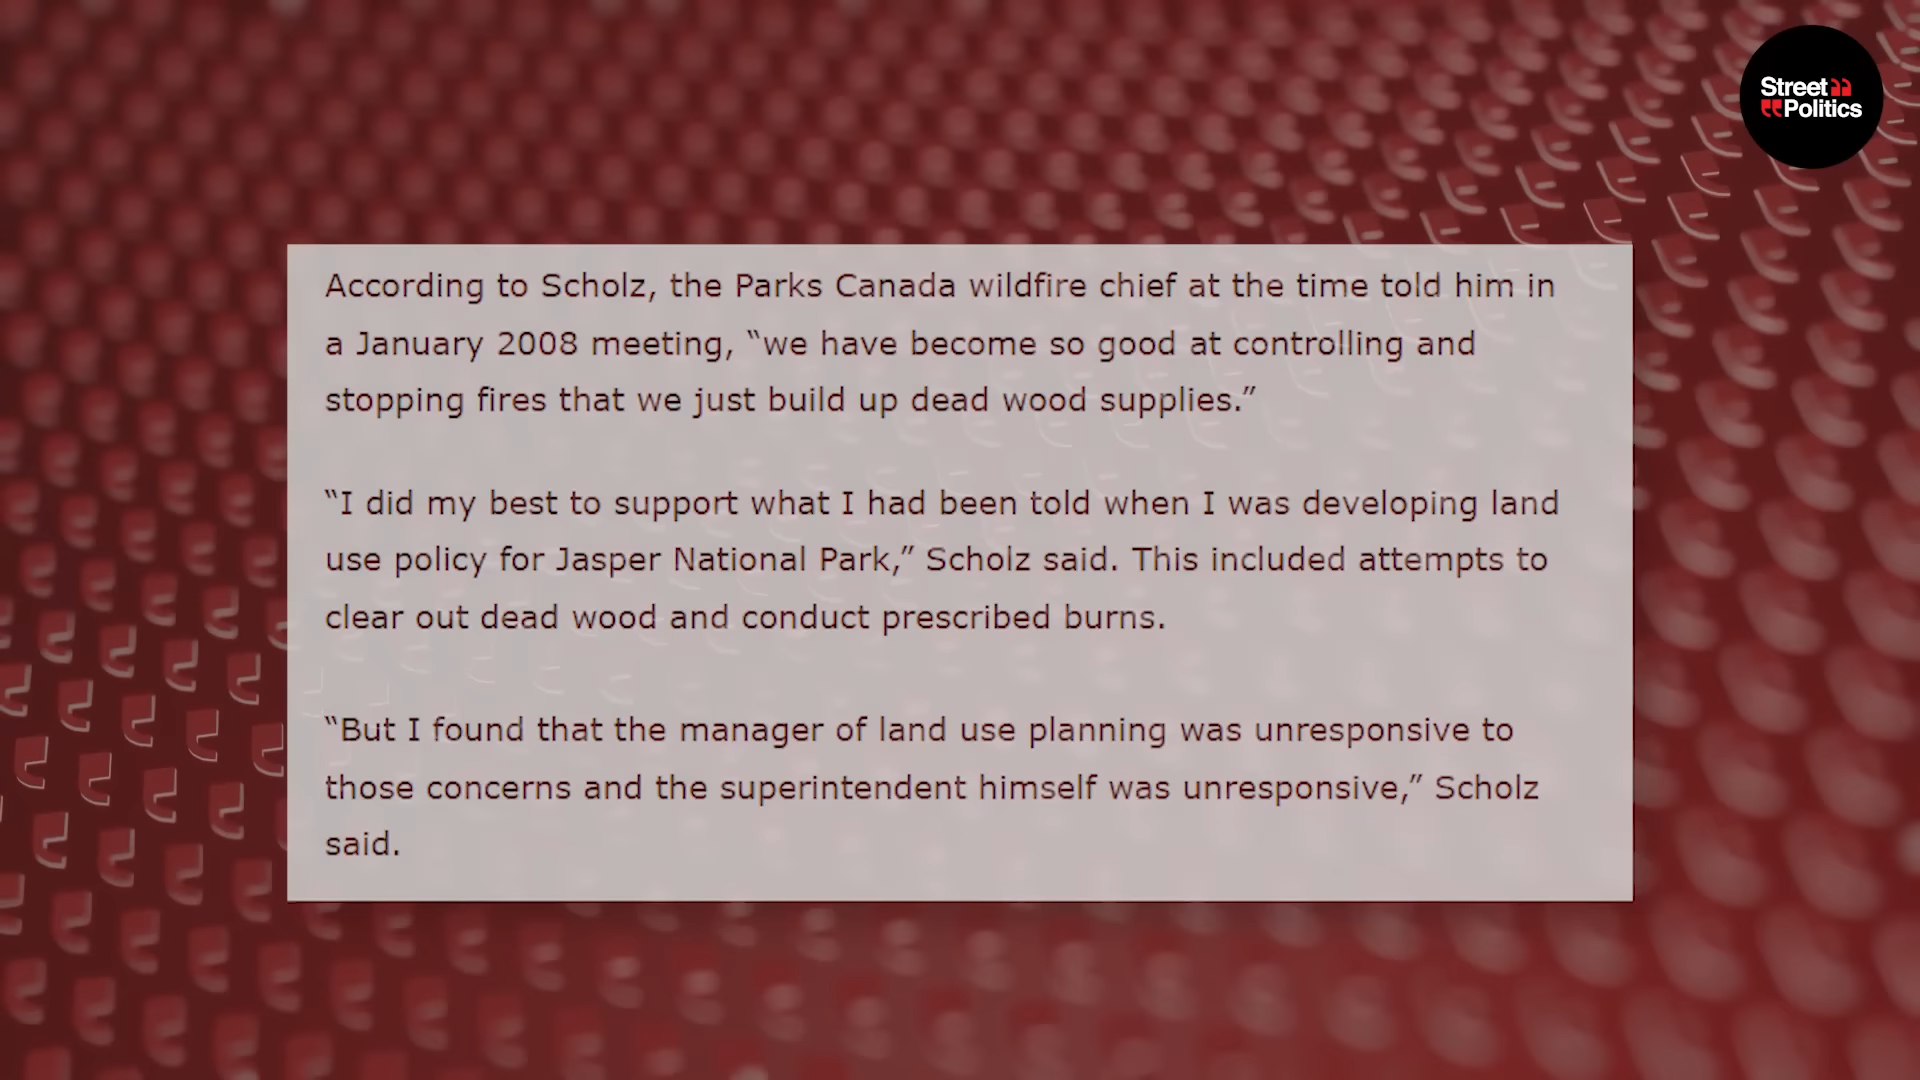 Street
Politics
According to Scholz, the Parks Canada wildfire chief at the time told him in
a January 2008 meeting, “we have become so good at controlling and
stopping fires that we just build up dead wood supplies.”
“I did my best to support what I had been told when I was developing land
use policy for Jasper National Park,” Scholz said. This included attempts to
clear out dead wood and conduct prescribed burns.
“But I found that the manager of land use planning was unresponsive to
those concerns and the superintendent himself was unresponsive,” Scholz
said.